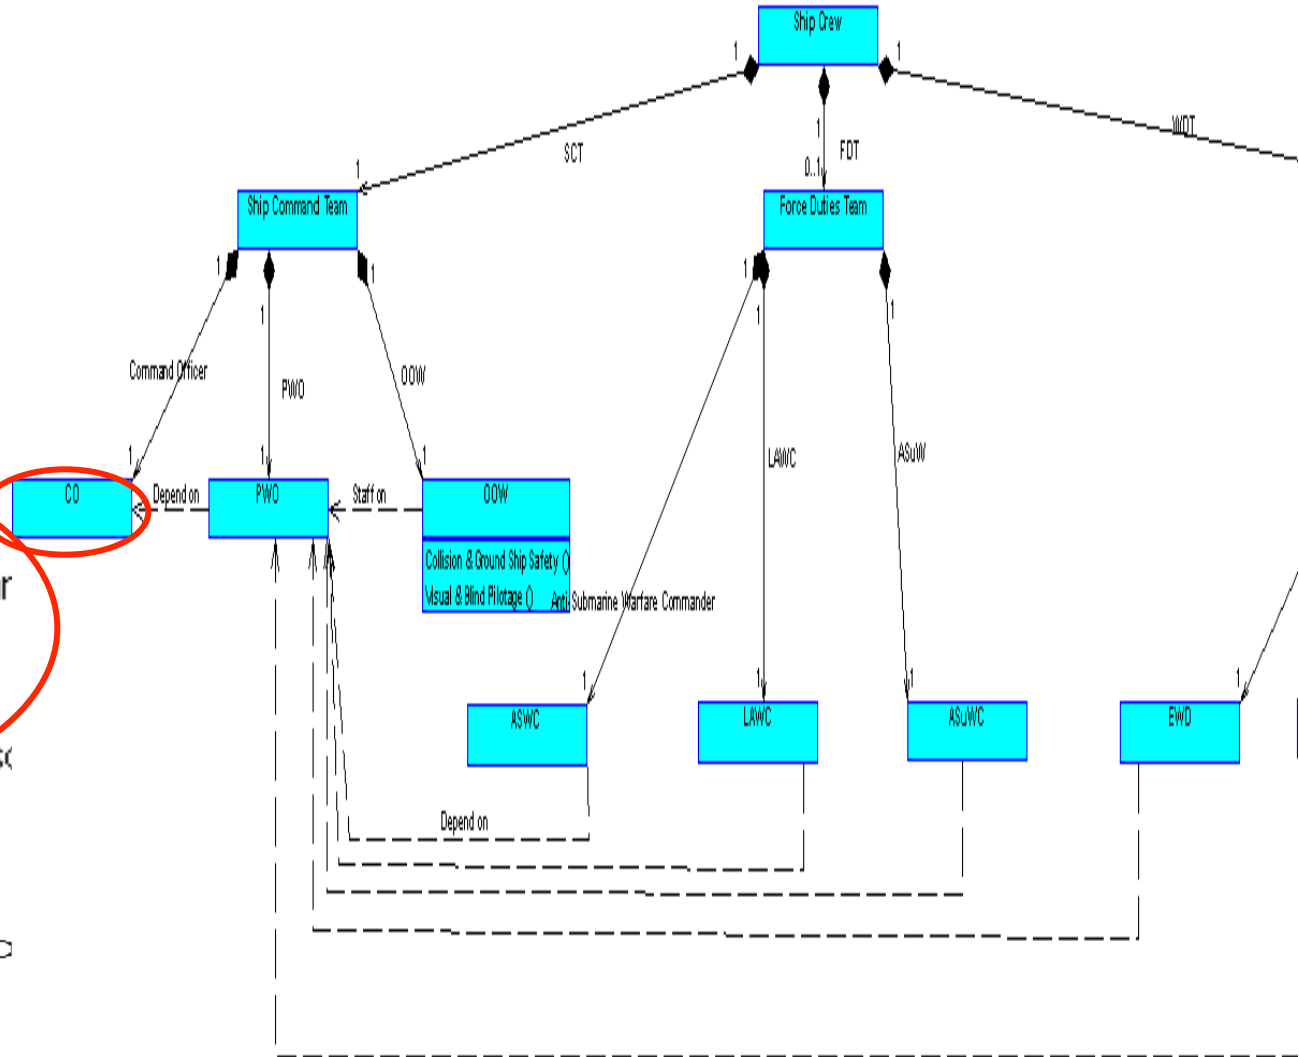 Ship Crew
1
1
WDT
1
FDT
SCT
1
0..1
Ship Command Team
Force Duties Team
1
1
1
1
1
1
1
Command Officer
OOW
PWO
LAWC
ASuW
1
1
1
CO
Depend on
PWO
Staff on
OOW
Collision & Ground Ship Safety ()
Visual & Blind Pilotage ()
Anti-Submarine Warfare Commander
1
1
1
1
ASWC
LAWC
ASuWC
EWD
Depend on